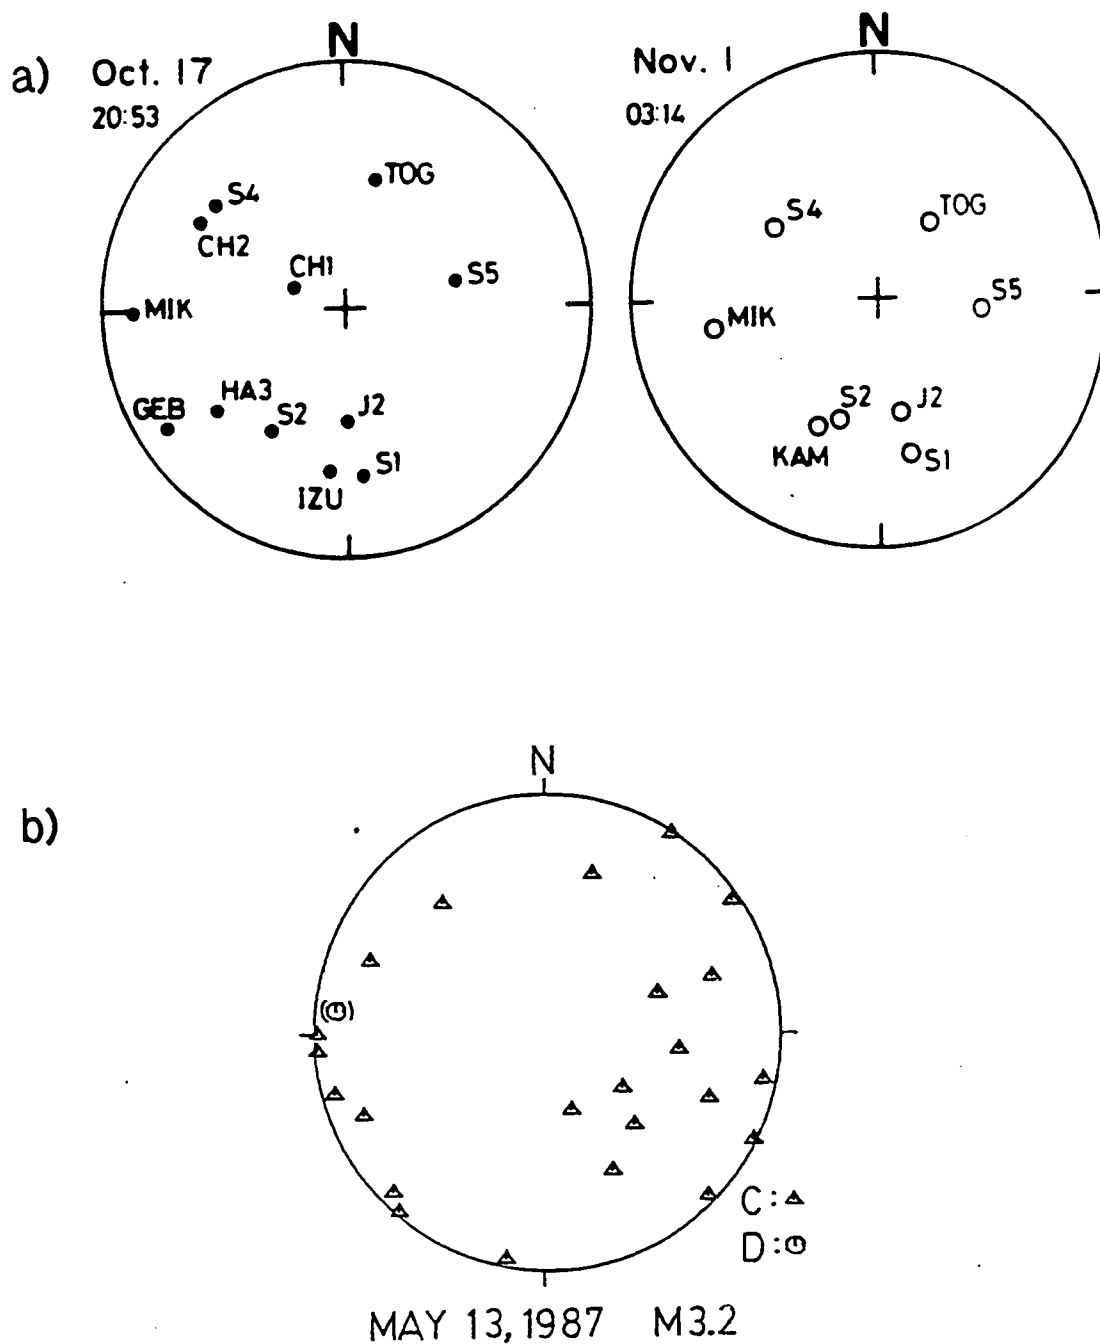 a)
N
Oct. 17
20:53
TOG
S4
CH2
CH1
S5
MIK
HA3
GEB
S2
J2
S1
IZU
N
Nov. 1
03:14
S4
TOG
S5
MIK
S2
J2
KAM
S1
b)
N
( )
C:
D:
MAY 13, 1987 M3.2